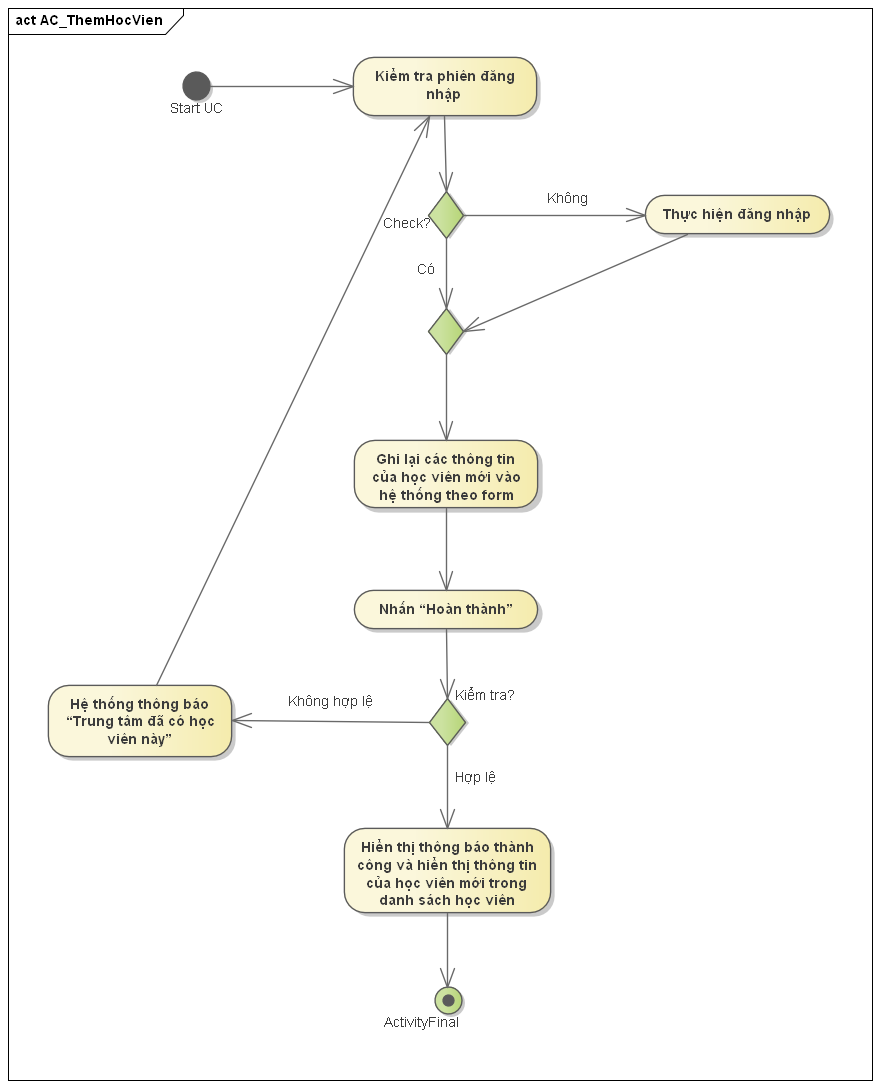 act AC_ThemHocVien
Start UC
Kiểm tra phiên đăng
nhập
Check?
Không
Thực hiện đăng nhập
Có
Ghi lại các thông tin
của học viên mới vào
hệ thống theo form
Nhấn “Hoàn thành”
Kiểm tra?
Không hợp lệ
Hệ thống thông báo
“Trung tâm đã có học
viên này”
Hợp lệ
Hiển thị thông báo thành
công và hiển thị thông tin
của học viên mới trong
danh sách học viên
ActivityFinal